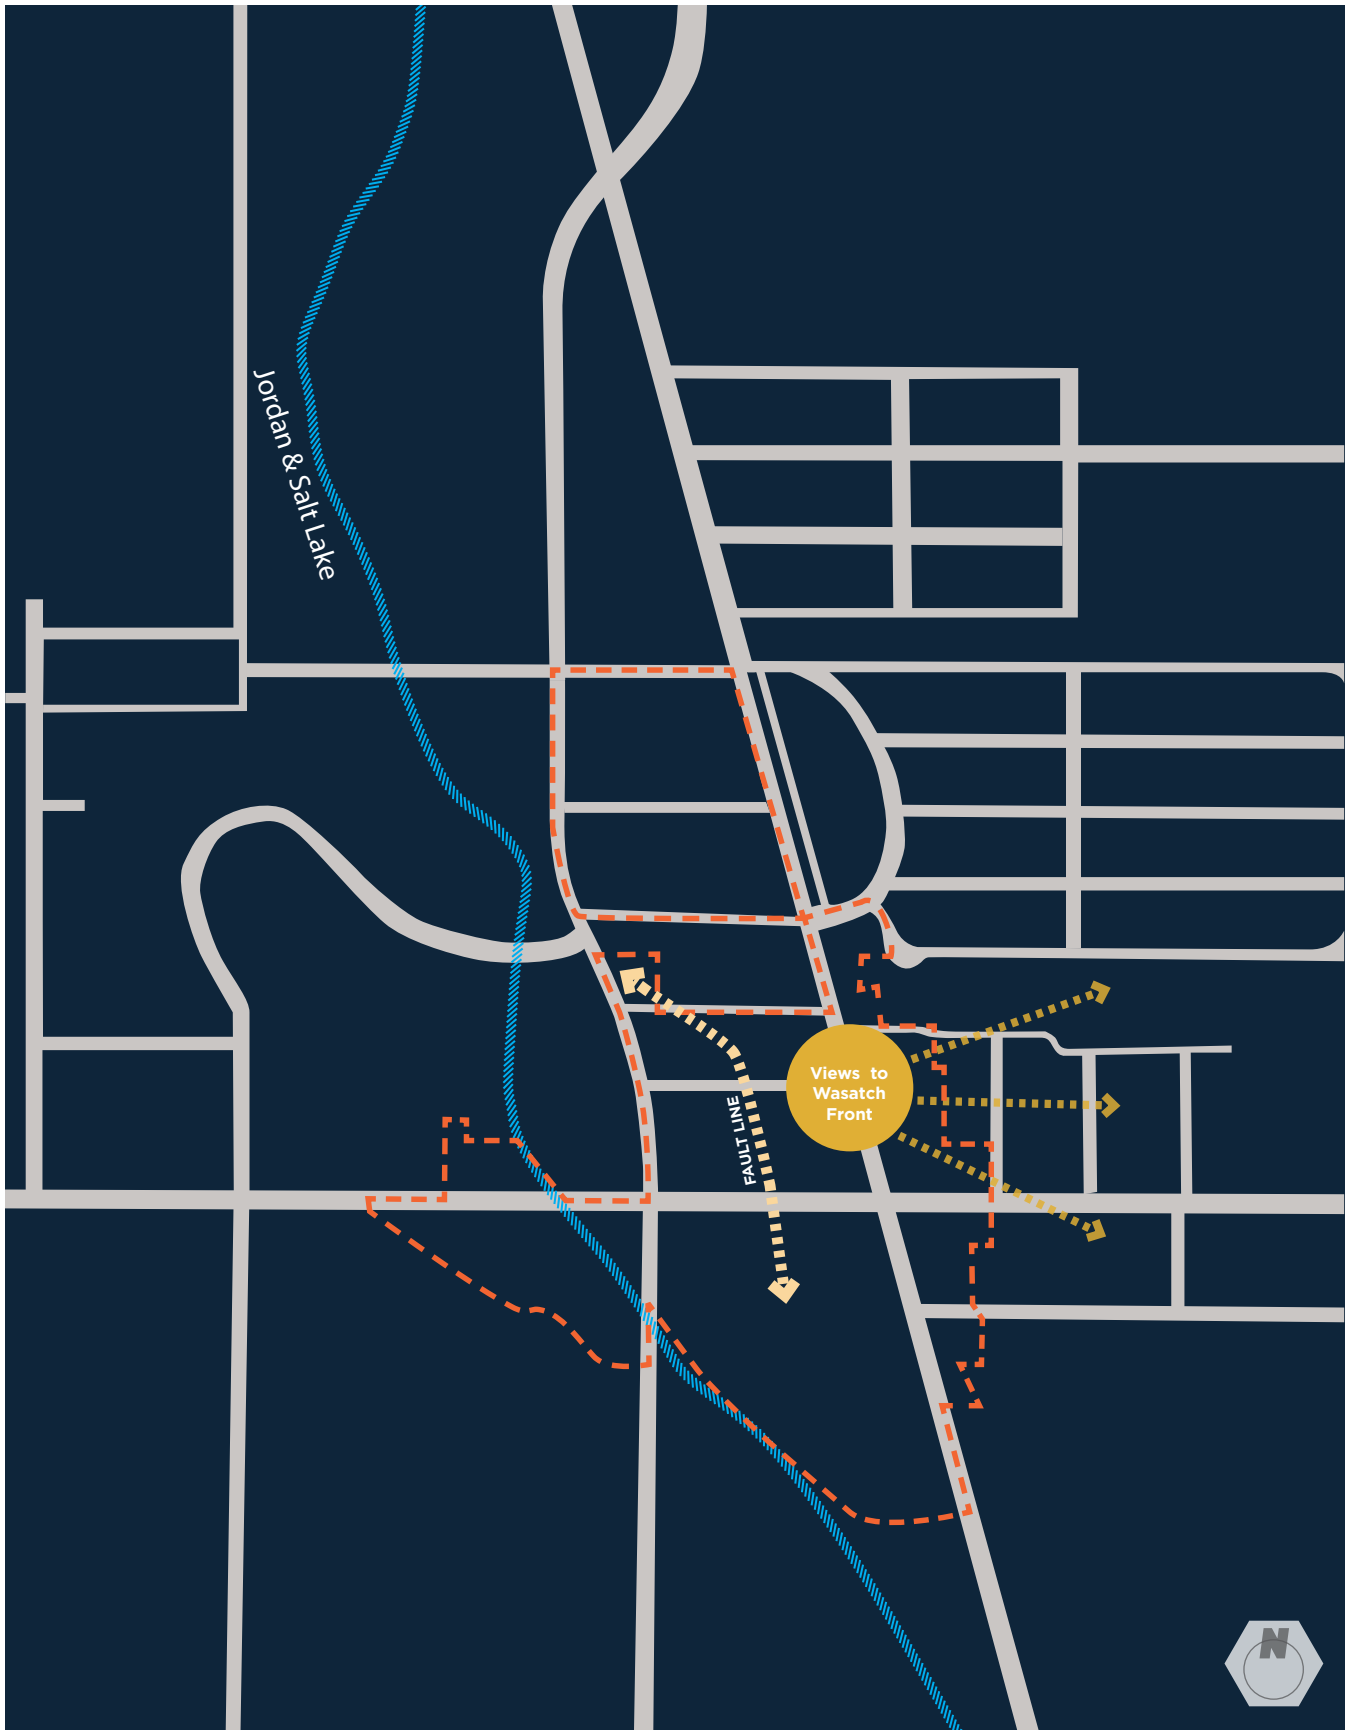 Jordan & Salt Lake
Views to
Wasatch
Front
FAULT LINE
N